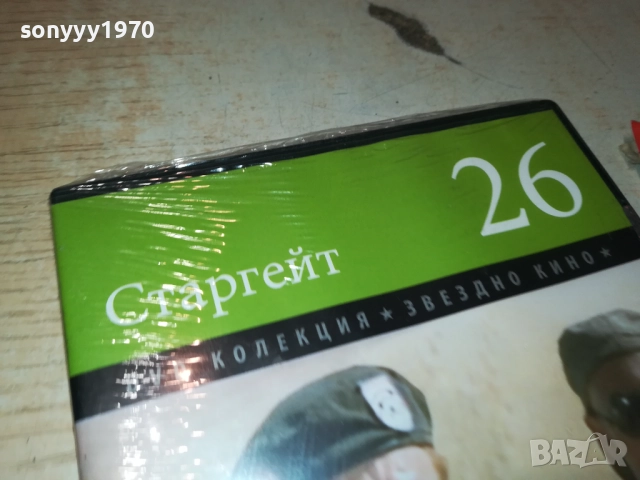 sonyyy1970
26
Старгейт
КОЛЕКЦИЯ ★ ЗВЕЗДНО КИНО ★
BAZAR